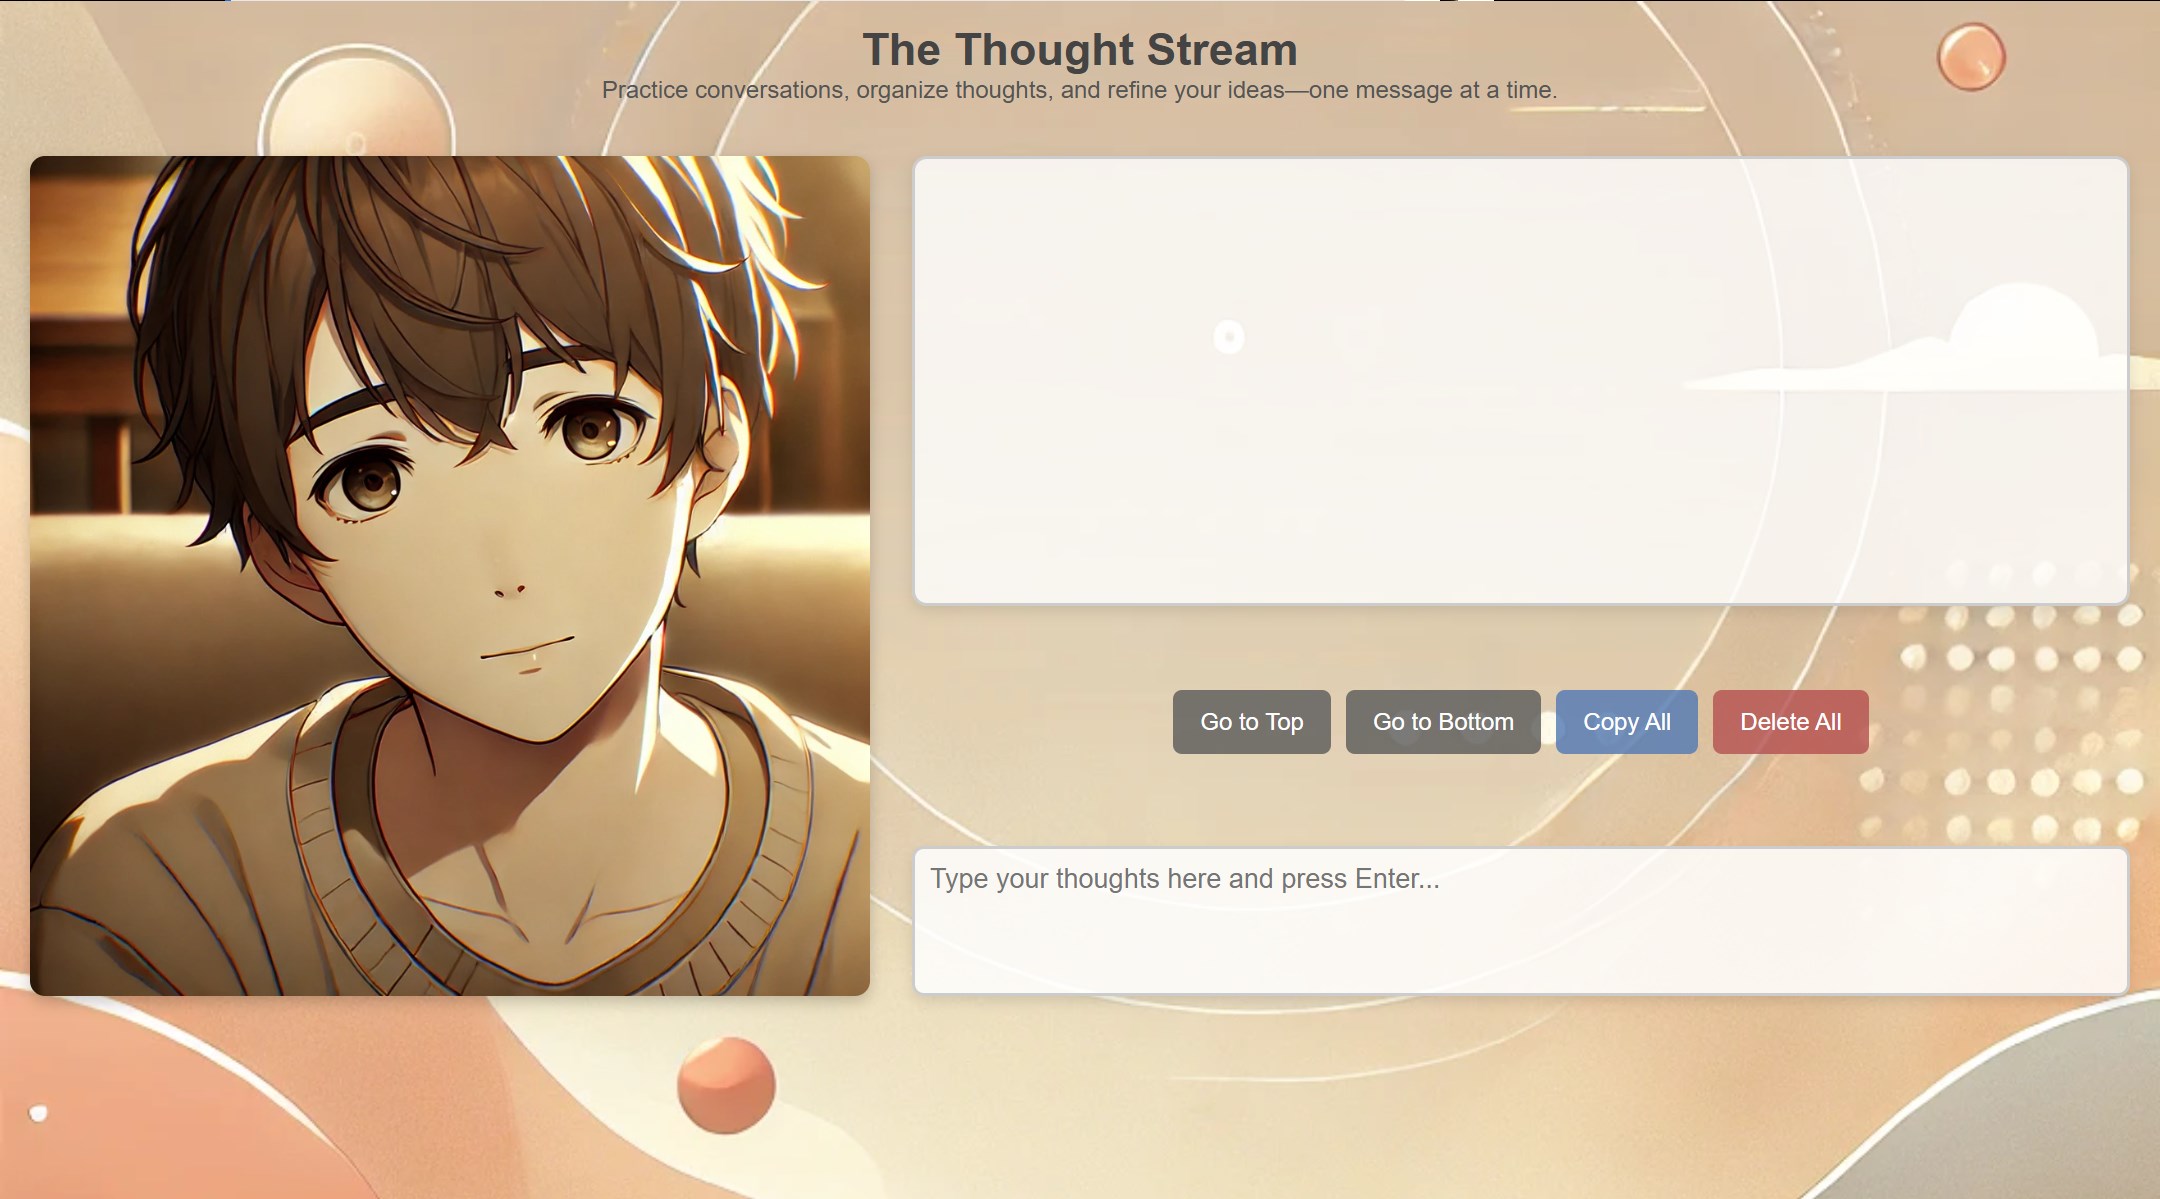 The Thought Stream
Practice conversations, organize thoughts, and refine your ideas—one message at a time.
Go to Top
Go to Bottom
Copy All
Delete All
Type your thoughts here and press Enter...